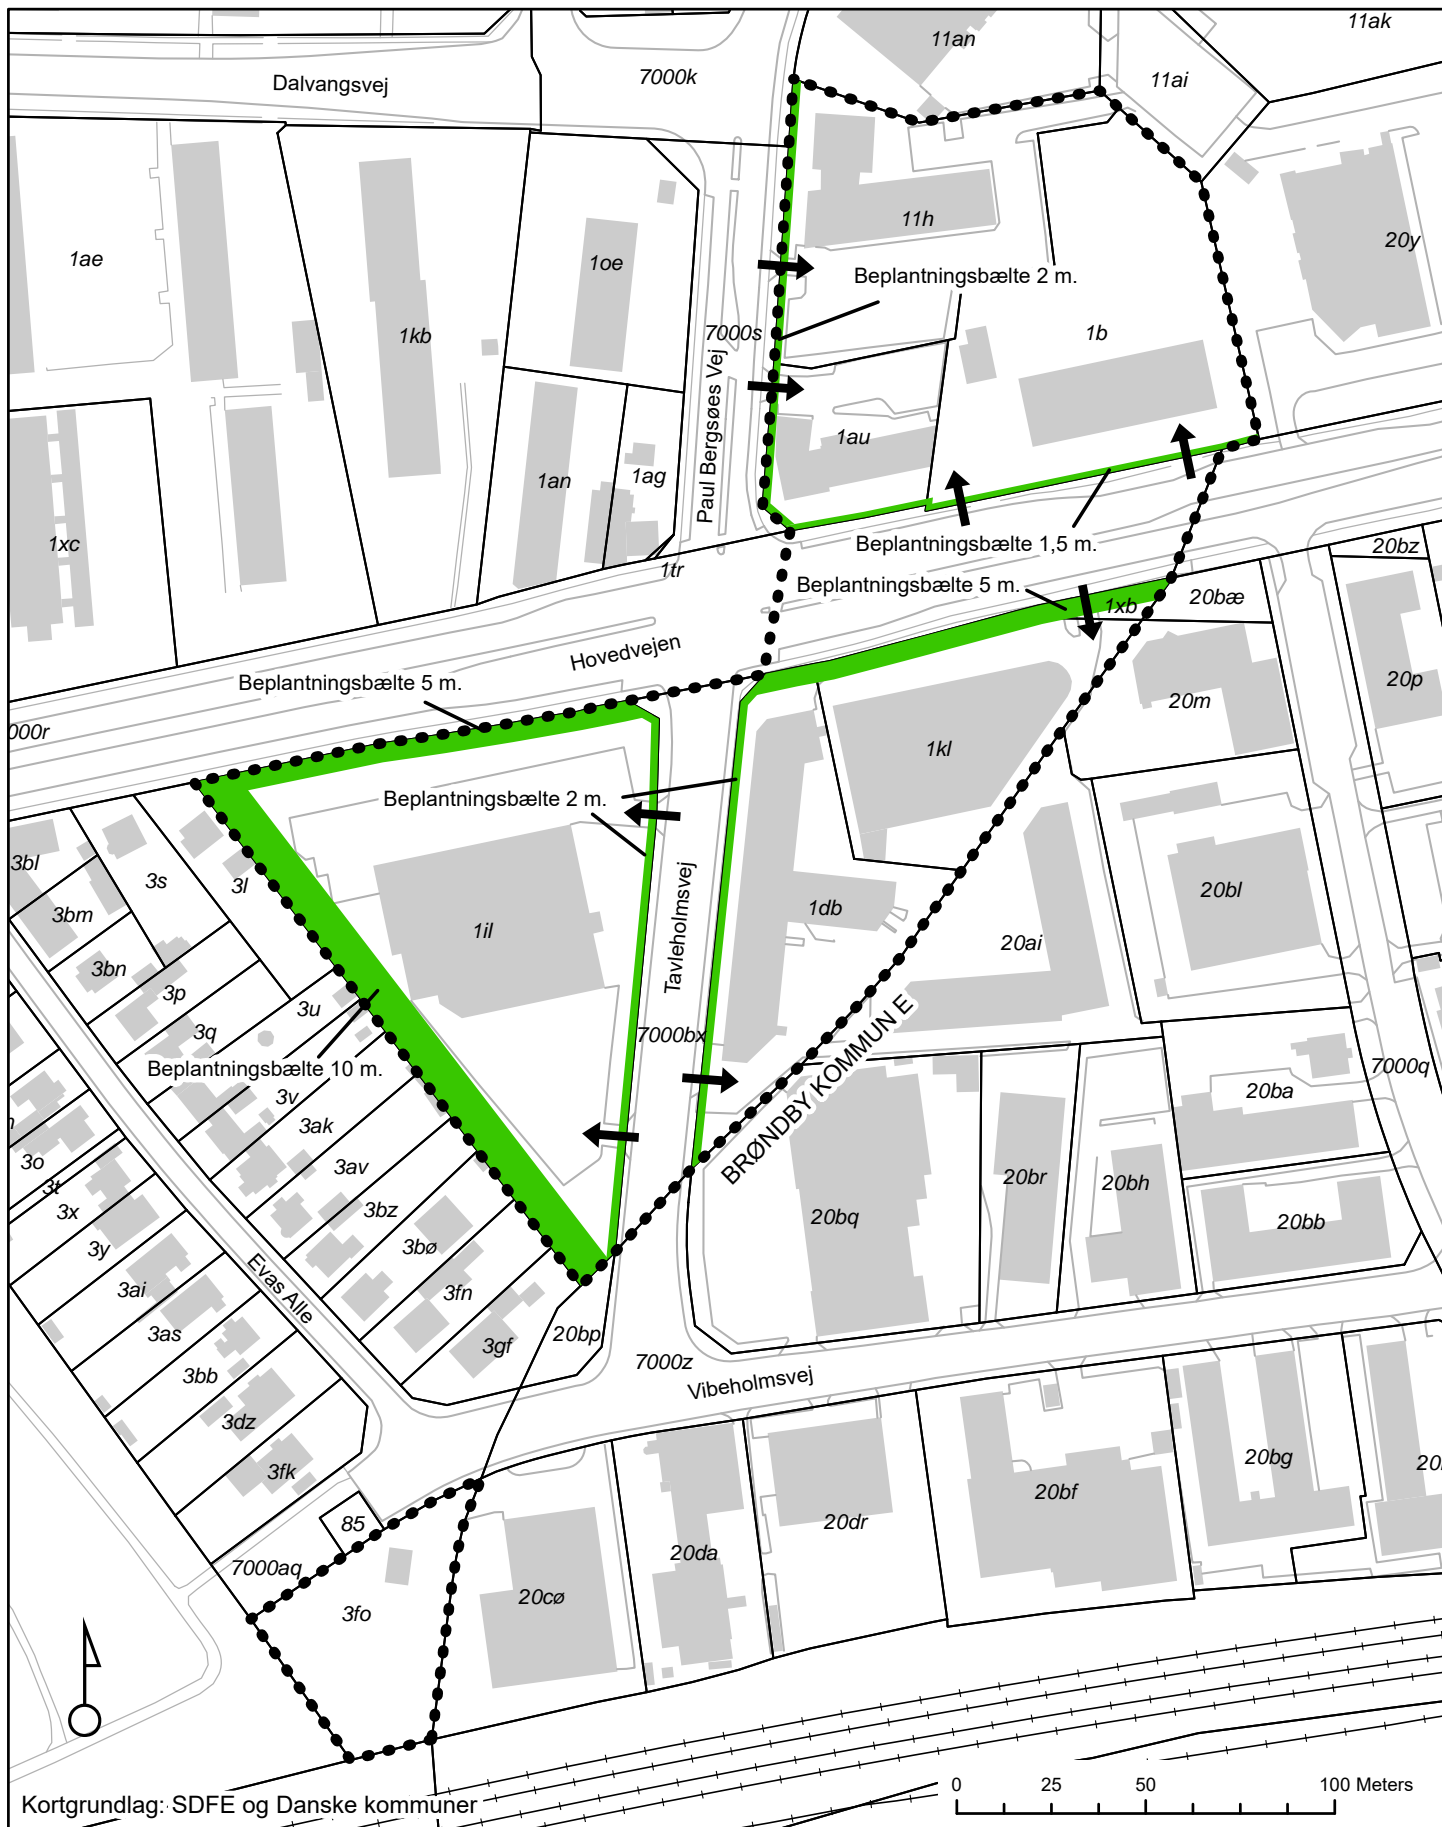 11ak
11an
Dalvangsvej
7000k
11ai
11h
20y
1ae
1oe
Beplantningsbælte 2 m.
1kb
7000s
1b
Paul Bergsøes Vej
1au
1an
1ag
1xc
Beplantningsbælte 1,5 m.
20bz
1tr
Beplantningsbælte 5 m.
1xb
20bæ
Hovedvejen
Beplantningsbælte 5 m.
20p
20m
000r
1kl
Beplantningsbælte 2 m.
3bl
3s
3l
20bl
3bm
1db
1il
20ai
Tavleholmsvej
3bn
3p
3u
3q
7000bx
BRØNDBY KOMMUNE
Beplantningsbælte 10 m.
7000q
3v
20ba
3ak
3o
3av
3t
20br
20bh
3x
3bz
20bq
20bb
3y
3bø
Evas Alle
3ai
3fn
3as
20bp
3gf
7000z
3bb
Vibeholmsvej
3dz
20bg
3fk
20bf
85
20dr
20da
7000aq
20cø
3fo
0 25 50 100 Meters
Kortgrundlag: SDFE og Danske kommuner